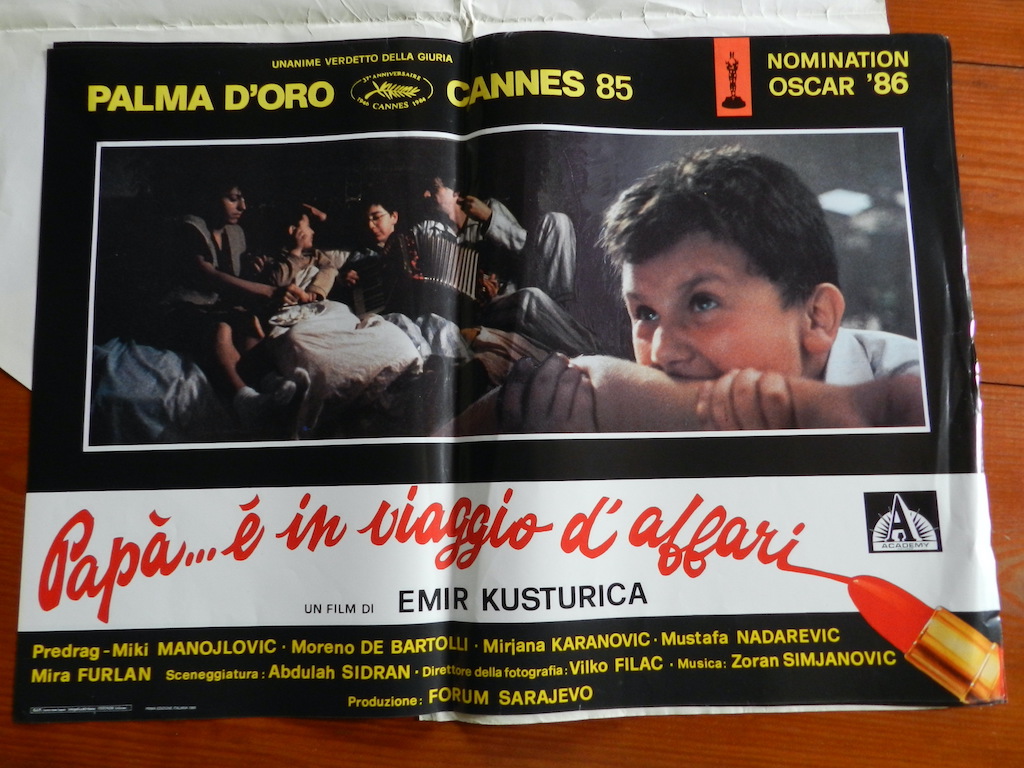 UNANIME VERDETTO DELLA GIURIA
PALMA D'ORO
CANNES 85
CANNES
NOMINATION
OSCAR '86
Papà... é in viaggio d'affari
A
ACADEMY
UN FILM DI EMIR KUSTURICA
Predrag-Miki MANOJLOVIC · Moreno DE BARTOLLI · Mirjana KARANOVIC · Mustafa NADAREVIC
Mira FURLAN Sceneggiatura: Abdulah SIDRAN · Direttore della fotografia: Vilko FILAC · Musica: Zoran SIMJANOVIC
Produzione: FORUM SARAJEVO